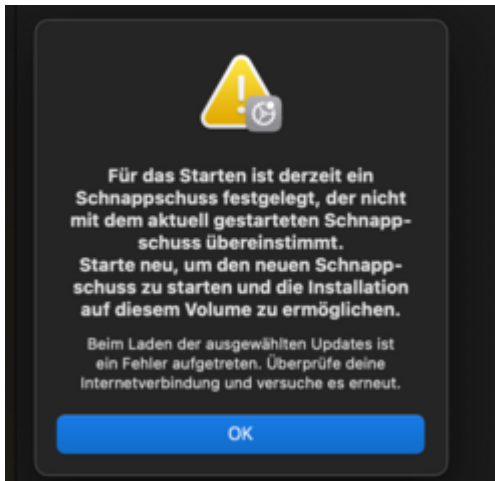 Für das Starten ist derzeit ein
Schnappschuss festgelegt, der nicht
mit dem aktuell gestarteten Schnapp-
schuss übereinstimmt.
Starte neu, um den neuen Schnapp-
schuss zu starten und die Installation
auf diesem Volume zu ermöglichen.
Beim Laden der ausgewählten Updates ist
ein Fehler aufgetreten. Überprüfe deine
Internetverbindung und versuche es erneut.
OK